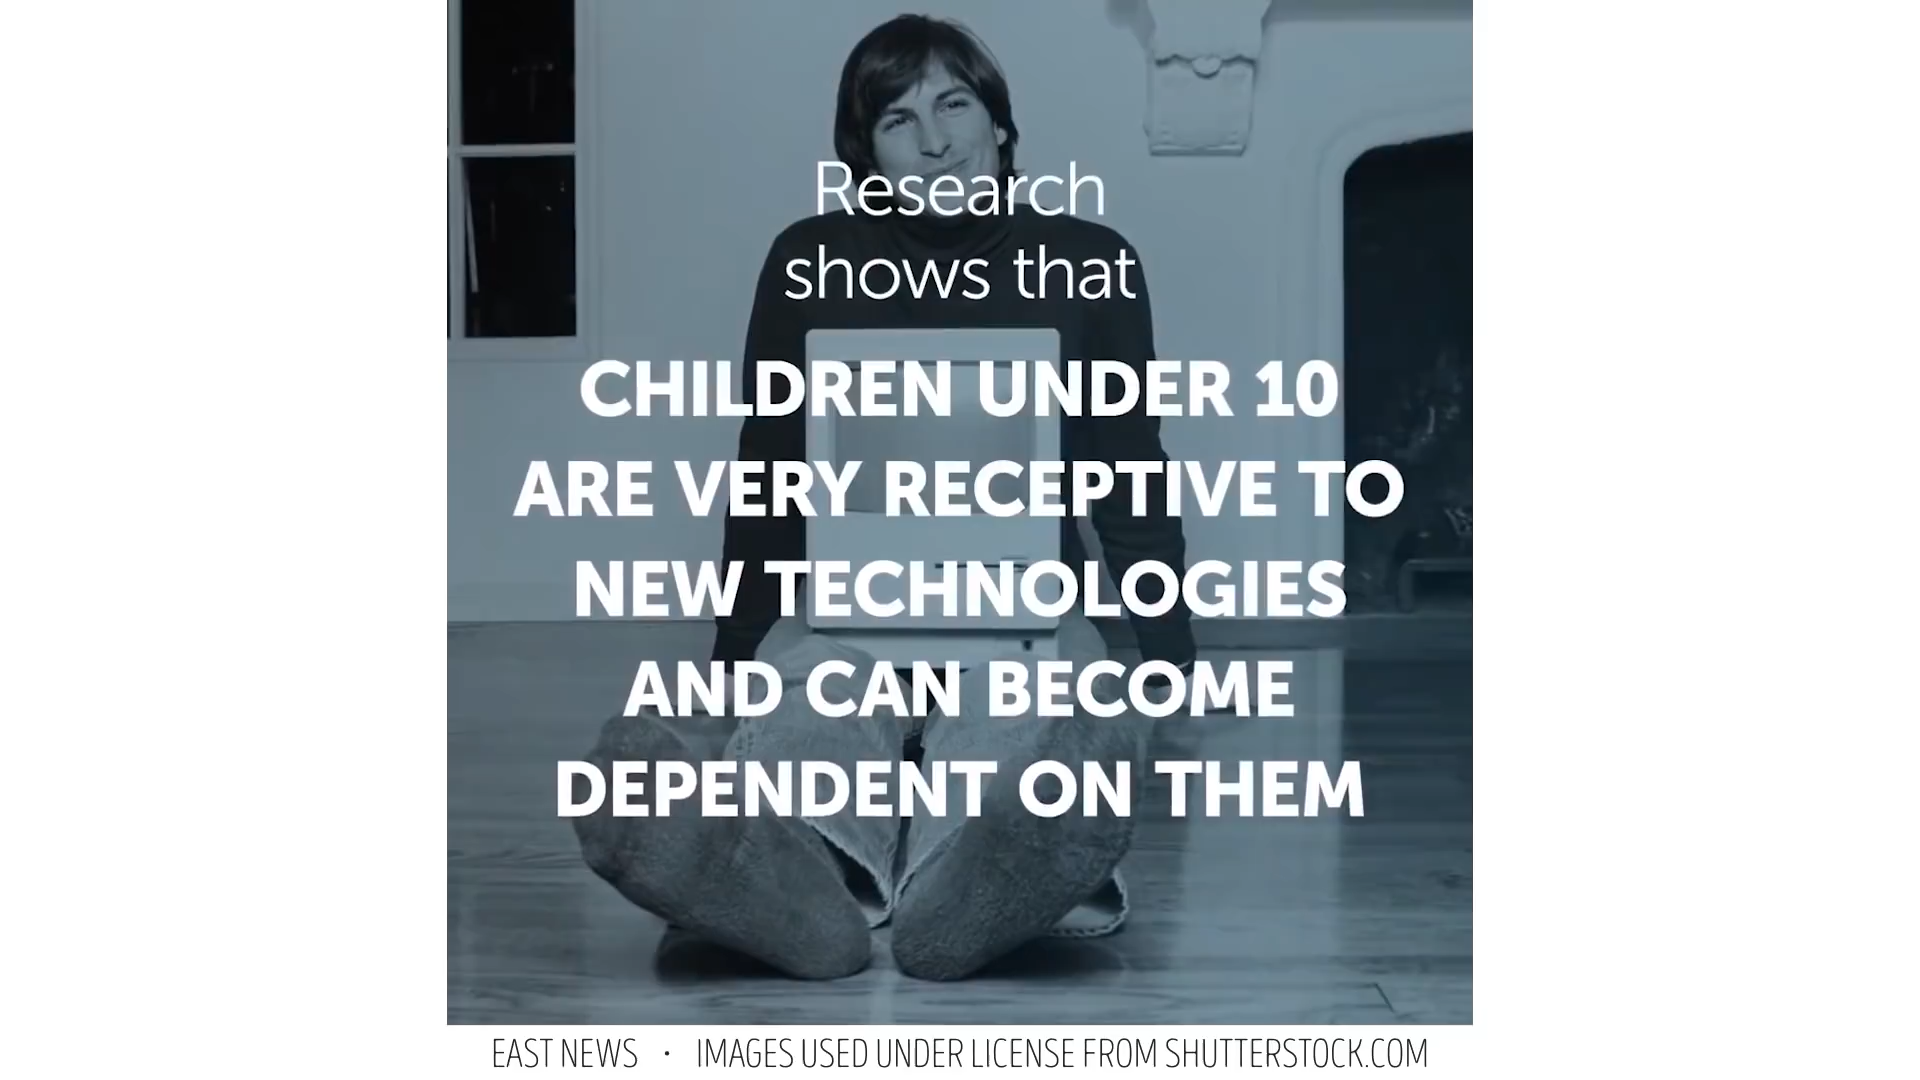 Research
shows that
CHILDREN UNDER 10
ARE VERY RECEPTIVE TO
NEW TECHNOLOGIES
AND CAN BECOME
DEPENDENT ON THEM
EAST NEWS • IMAGES USED UNDER LICENSE FROM SHUTTERSTOCK.COM